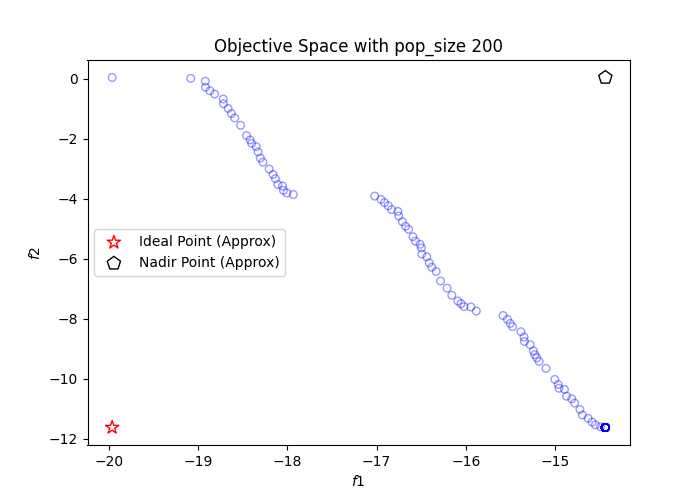 Objective Space with pop_size 200
0
−2
−4
−6
−8
−10
−12
f2
Ideal Point (Approx)
Nadir Point (Approx)
−20
−19
−18
−17
−16
−15
f1